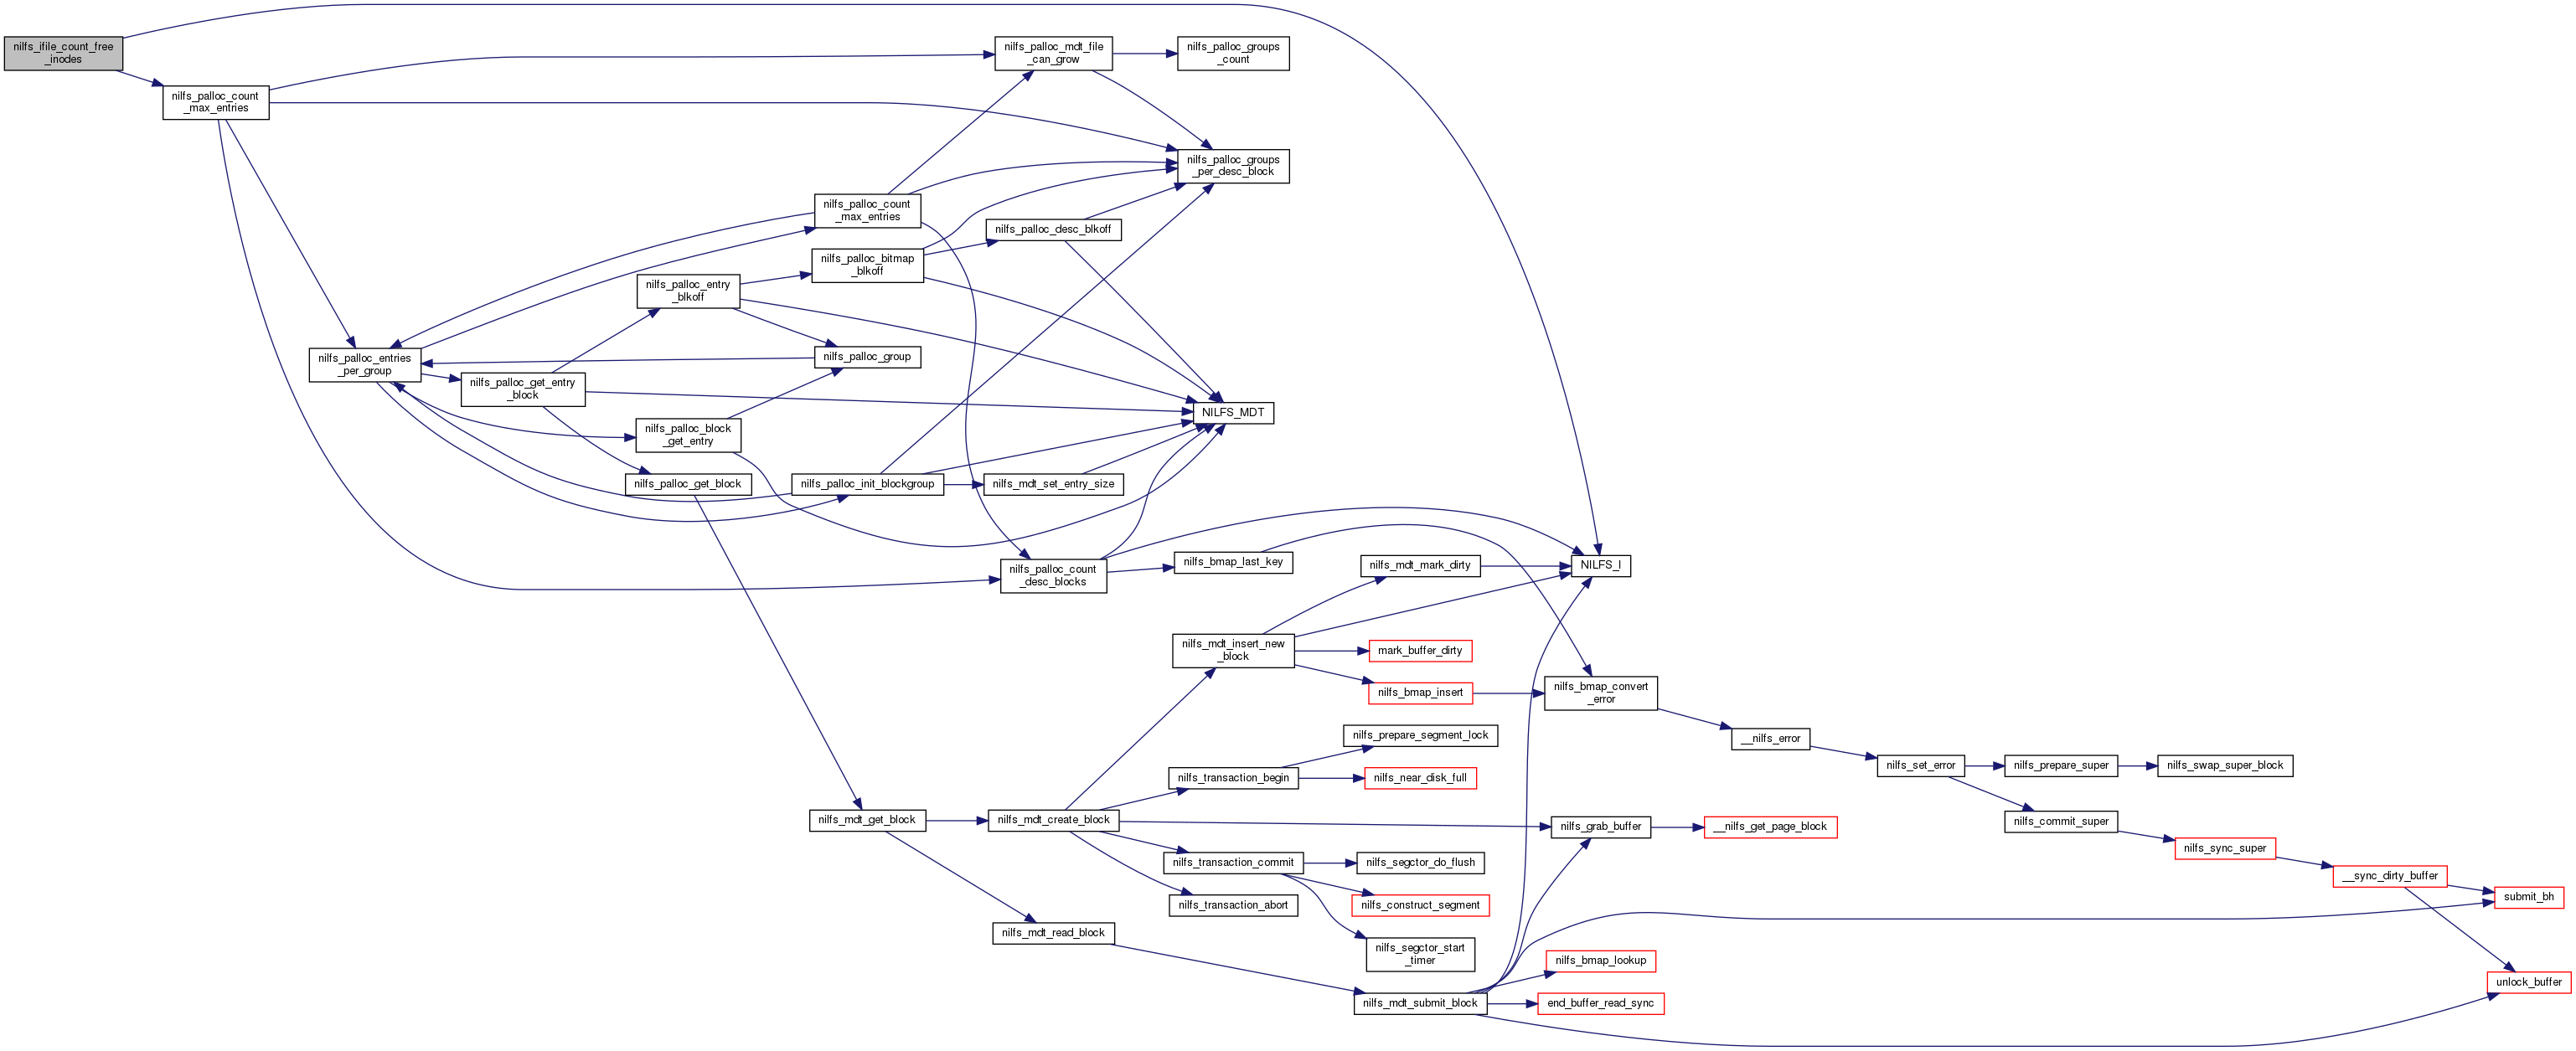 nilfs_ifile_count_free
_inodes
nilfs_palloc_count
_max_entries
nilfs_palloc_mdt_file
_can_grow
nilfs_palloc_groups
_count
nilfs_palloc_groups
_per_desc_block
nilfs_palloc_count
_max_entries
nilfs_palloc_desc_blkoff
nilfs_palloc_bitmap
_blkoff
nilfs_palloc_entry
_blkoff
nilfs_palloc_entries
_per_group
nilfs_palloc_group
nilfs_palloc_get_entry
_block
NILFS_MDT
nilfs_palloc_block
_get_entry
nilfs_palloc_get_block
nilfs_palloc_init_blockgroup
nilfs_mdt_set_entry_size
nilfs_palloc_count
_desc_blocks
nilfs_bmap_last_key
nilfs_mdt_mark_dirty
NILFS_I
nilfs_mdt_insert_new
_block
mark_buffer_dirty
nilfs_bmap_insert
nilfs_bmap_convert
_error
nilfs_prepare_segment_lock
__nilfs_error
nilfs_transaction_begin
nilfs_near_disk_full
nilfs_set_error
nilfs_prepare_super
nilfs_swap_super_block
nilfs_mdt_get_block
nilfs_mdt_create_block
nilfs_grab_buffer
__nilfs_get_page_block
nilfs_commit_super
nilfs_sync_super
nilfs_transaction_commit
nilfs_segctor_do_flush
__sync_dirty_buffer
submit_bh
nilfs_transaction_abort
nilfs_construct_segment
nilfs_mdt_read_block
nilfs_segctor_start
_timer
nilfs_bmap_lookup
nilfs_mdt_submit_block
end_buffer_read_sync
unlock_buffer